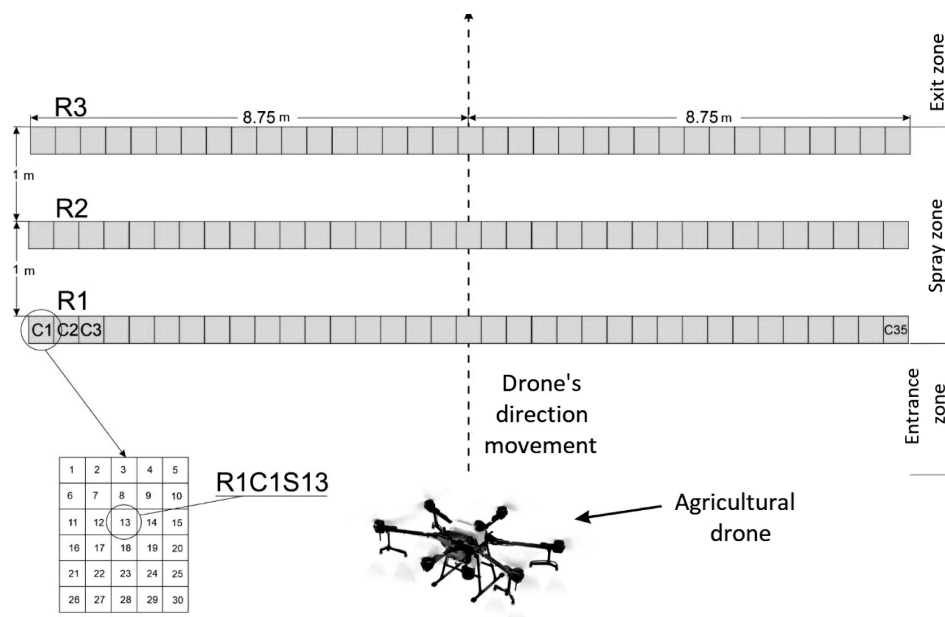 Exit zone
R3
8.75 m
8.75 m
1 m
R2
Spray zone
1 m
R1
C1 C2 C3
C35
Drone's
direction
movement
Entrance
zone
1 2 3 4 5
6 7 8 9 10
11 12 13 14 15
16 17 18 19 20
21 22 23 24 25
26 27 28 29 30
R1C1S13
Agricultural
drone